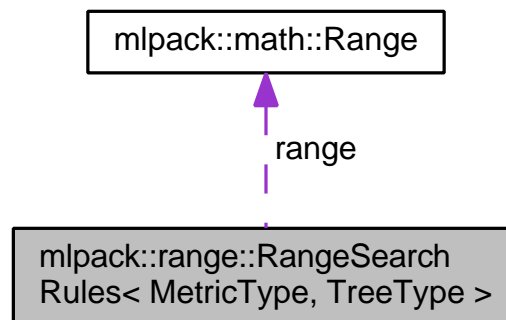 mlpack::math::Range
range
mlpack::range::RangeSearch
Rules< MetricType, TreeType >